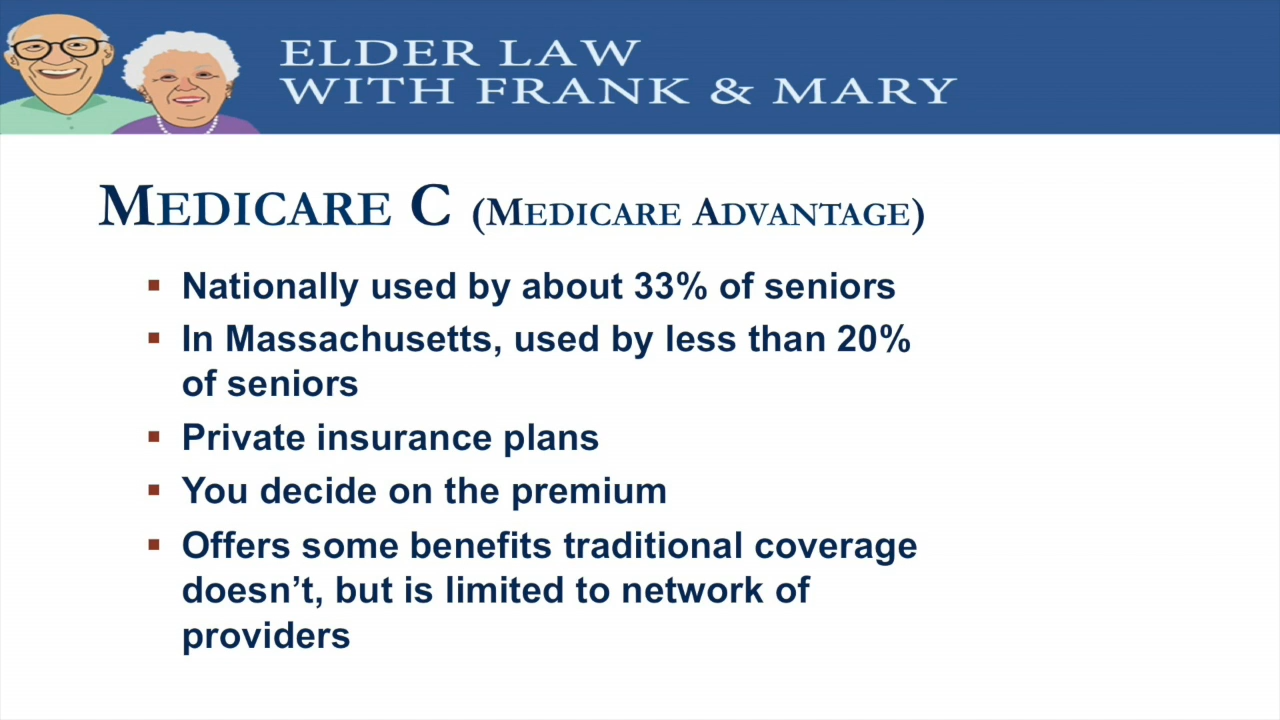 ELDER LAW
WITH FRANK & MARY
MEDICARE C (MEDICARE ADVANTAGE)
▪ Nationally used by about 33% of seniors
▪ In Massachusetts, used by less than 20%
of seniors
▪ Private insurance plans
▪ You decide on the premium
▪ Offers some benefits traditional coverage
doesn’t, but is limited to network of
providers